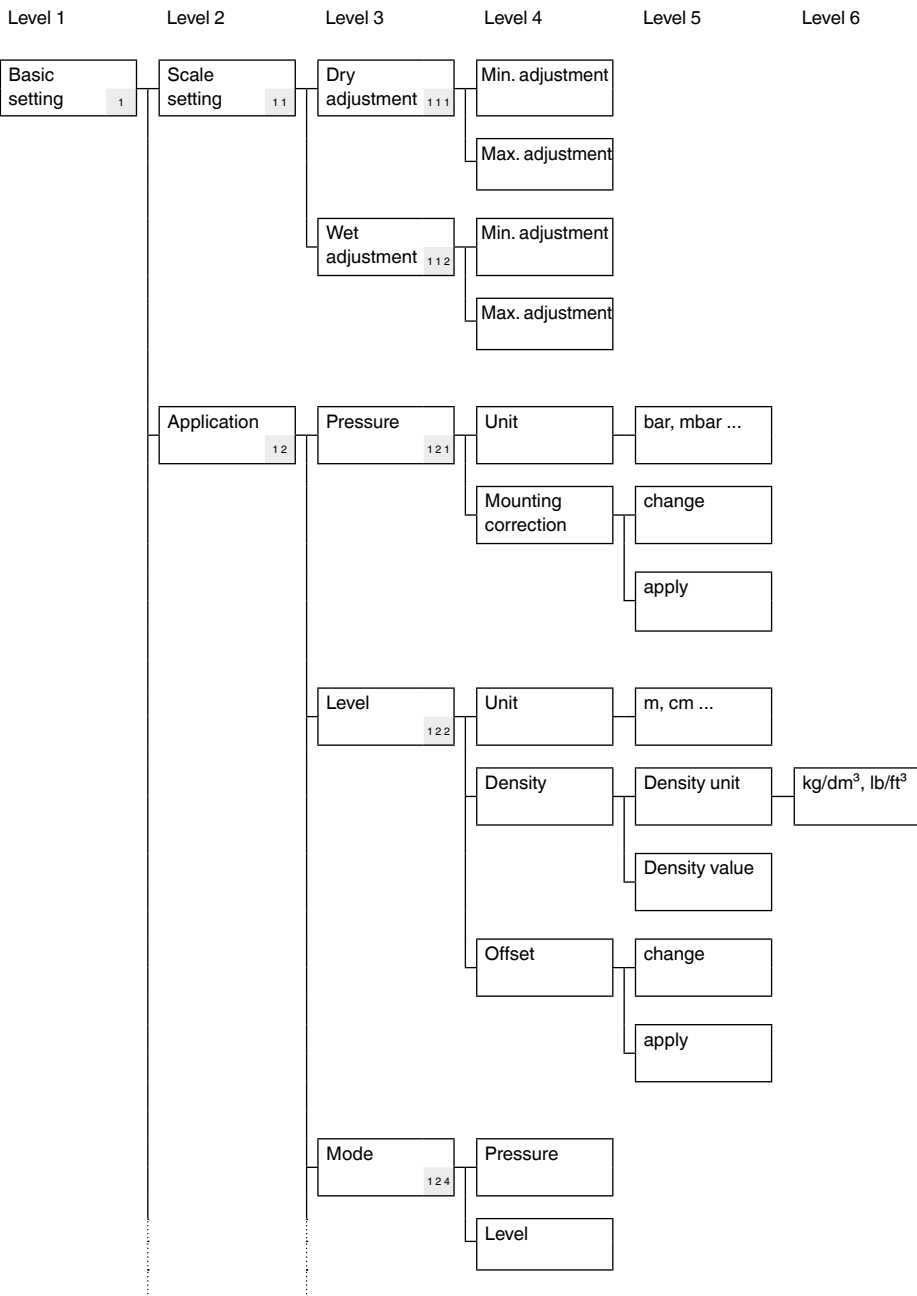 Level 1 Level 2 Level 3 Level 4 Level 5 Level 6
Basic
setting 1
Scale
setting 1 1
Dry
adjustment 1 1 1
Min. adjustment
Max. adjustment
Wet
adjustment 1 1 2
Min. adjustment
Max. adjustment
Application
1 2
Pressure
1 2 1
Unit
bar, mbar ...
Mounting
correction
change
apply
Level
1 2 2
Unit
m, cm ...
Density
Density unit
kg/dm³, lb/ft³
Density value
Offset
change
apply
Mode
1 2 4
Pressure
Level